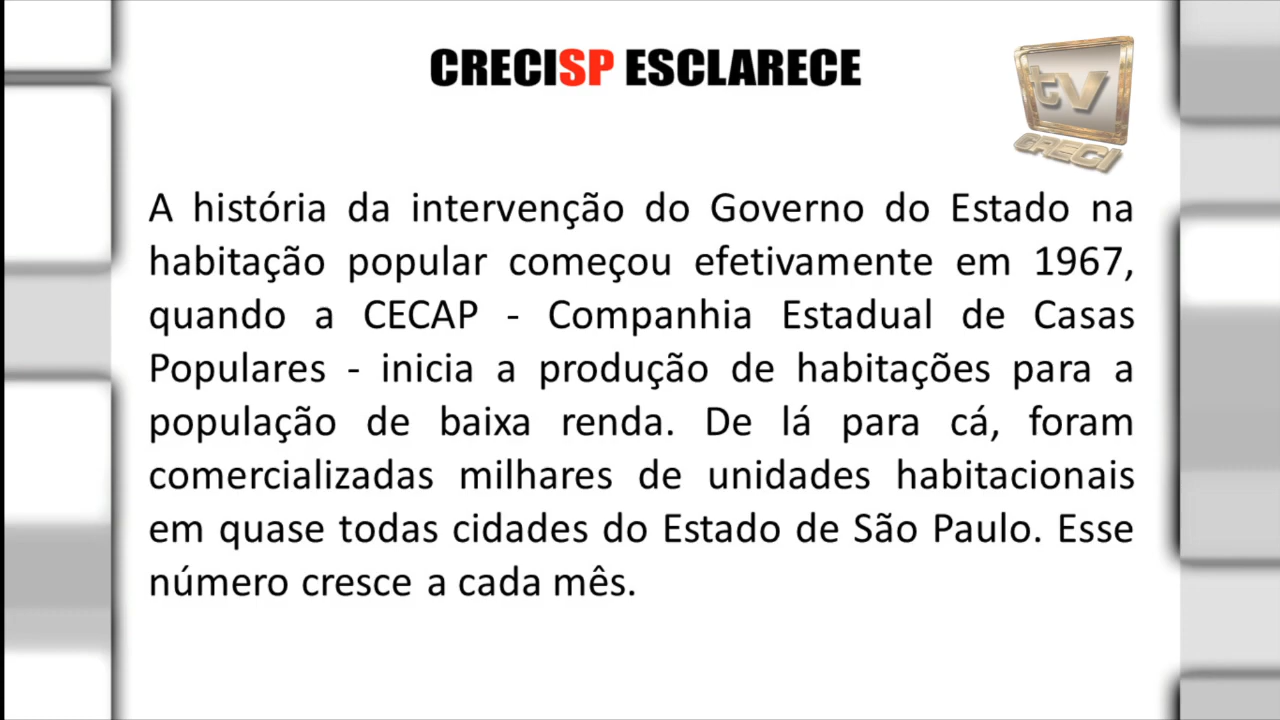 CRECISP ESCLARECE
tv
CRECI
A história da intervenção do Governo do Estado na
habitação popular começou efetivamente em 1967,
quando a CECAP - Companhia Estadual de Casas
Populares - inicia a produção de habitações para a
população de baixa renda. De lá para cá, foram
comercializadas milhares de unidades habitacionais
em quase todas cidades do Estado de São Paulo. Esse
número cresce a cada mês.